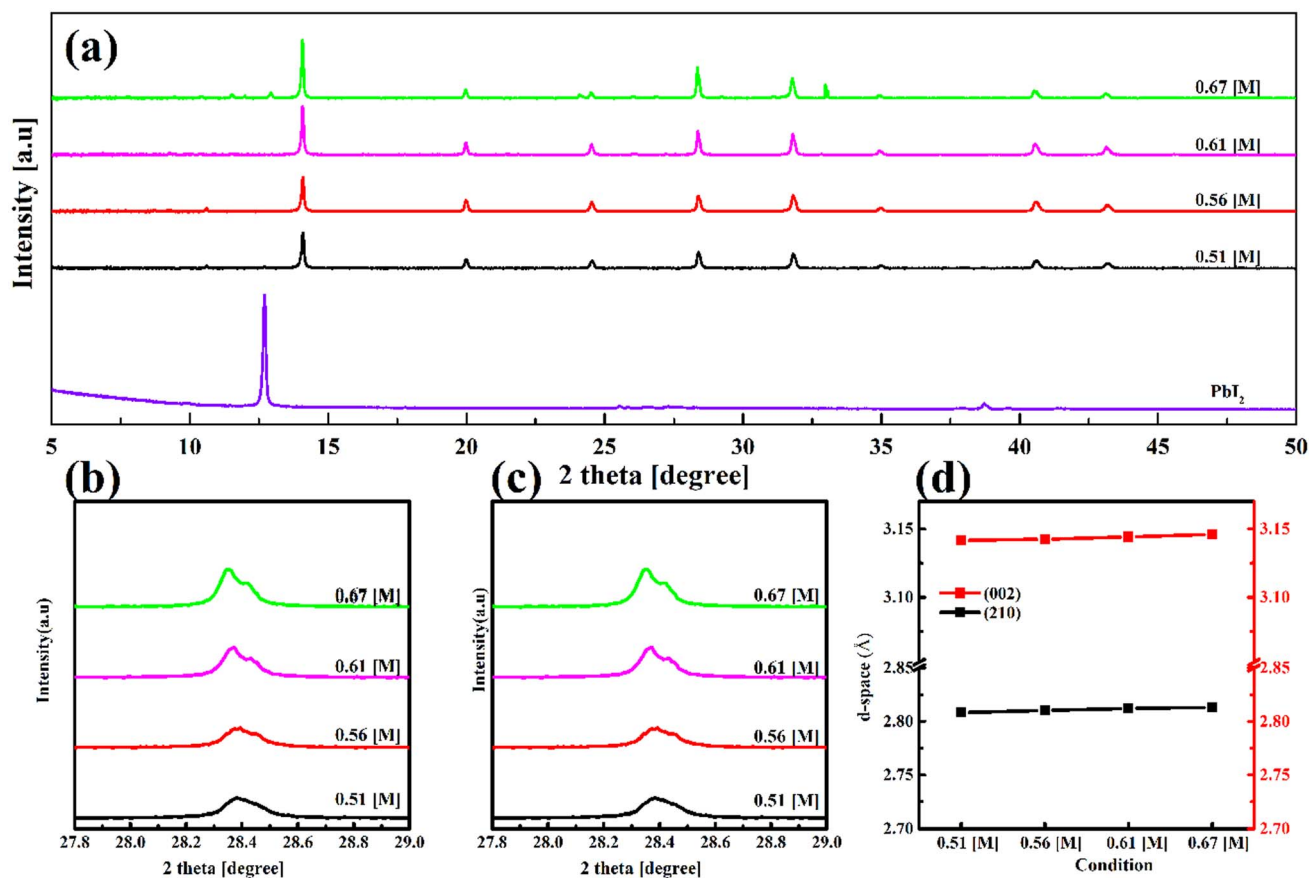 (a)
Intensity [a.u]
0.67 [M]
0.61 [M]
0.56 [M]
0.51 [M]
PbI₂
5 10 15 20 25 30 35 40 45 50
2 theta [degree]
(b)
Intensity(a.u)
0.67 [M]
0.61 [M]
0.56 [M]
0.51 [M]
27.8 28.0 28.2 28.4 28.6 28.8 29.0
2 theta [degree]
(c)
Intensity(a.u)
0.67 [M]
0.61 [M]
0.56 [M]
0.51 [M]
27.8 28.0 28.2 28.4 28.6 28.8 29.0
2 theta [degree]
(d)
d-space (Å)
3.15
3.10
2.85
2.80
2.75
2.70
(002)
(210)
3.15
3.10
2.85
2.80
2.75
2.70
0.51 [M] 0.56 [M] 0.61 [M] 0.67 [M]
Condition